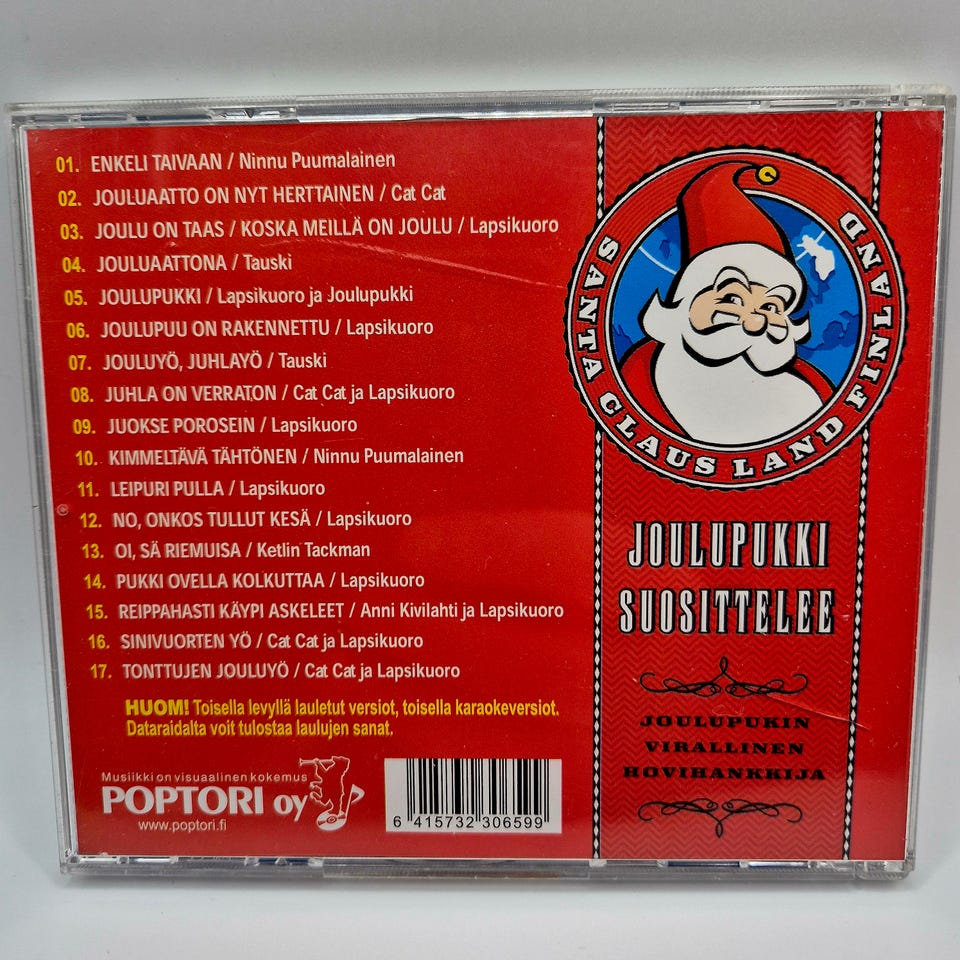 01. ENKELI TAIVAAN / Ninnu Puumalainen
02. JOULUAATTO ON NYT HERTTAINEN / Cat Cat
03. JOULU ON TAAS / KOSKA MEILLÄ ON JOULU / Lapsikuoro
04. JOULUAATTONA / Tauski
05. JOULUPUKKI / Lapsikuoro ja Joulupukki
06. JOULUPUU ON RAKENNETTU / Lapsikuoro
07. JOULUYÖ, JUHLAYÖ / Tauski
08. JUHLA ON VERRATON / Cat Cat ja Lapsikuoro
09. JUOKSE POROSEIN / Lapsikuoro
10. KIMMELTÄVÄ TÄHTÖNEN / Ninnu Puumalainen
11. LEIPURI PULLA / Lapsikuoro
12. NO, ONKOS TULLUT KESÄ / Lapsikuoro
13. OI, SÄ RIEMUISA / Ketlin Tackman
14. PUKKI OVELLA KOLKUTTAA / Lapsikuoro
15. REIPPAHASTI KÄYPI ASKELEET / Anni Kivilahti ja Lapsikuoro
16. SINIVUORTEN YÖ / Cat Cat ja Lapsikuoro
17. TONTTUJEN JOULUYÖ / Cat Cat ja Lapsikuoro
HUOM! Toisella levyllä lauletut versiot, toisella karaokeversiot.
Dataraidalta voit tulostaa laulujen sanat.
Musiikki on visuaalinen kokemus
POPTORI oy
www.poptori.fi
6 415732 306599
SANTA CLAUS LAND FINLAND
JOULUPUKKI
SUOSITTELEE
JOULUPUKIN
VIRALLINEN
HOVIHANKKIJA